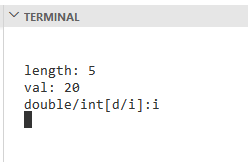 TERMINAL
length: 5
val: 20
double/int[d/i]:i